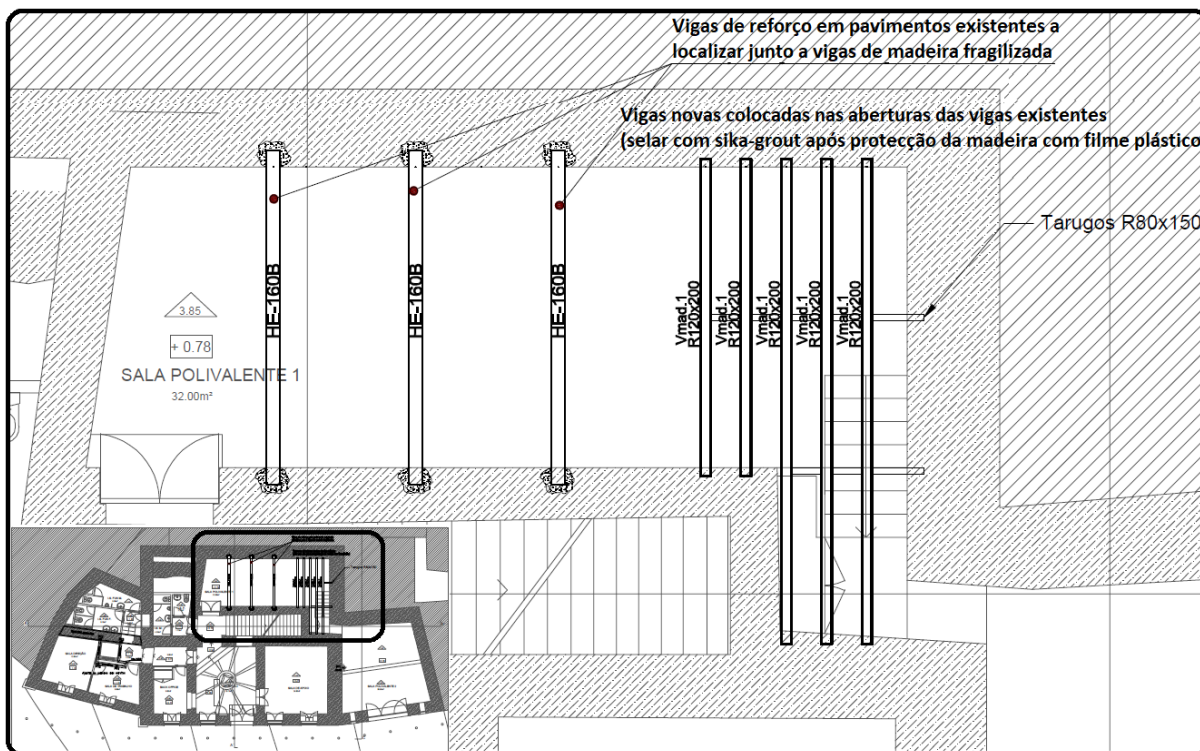 Vigas de reforço em pavimentos existentes a
localizar junto a vigas de madeira fragilizada
Vigas novas colocadas nas aberturas das vigas existentes
(selar com sika-grout após protecção da madeira com filme plástico
Tarugos R80x150
HE-160B
HE-160B
HE-160B
Vmad.1
R120x200
Vmad.1
R120x200
Vmad.1
R120x200
Vmad.1
R120x200
Vmad.1
R120x200
3.85
+ 0.78
SALA POLIVALENTE 1
32.00m²